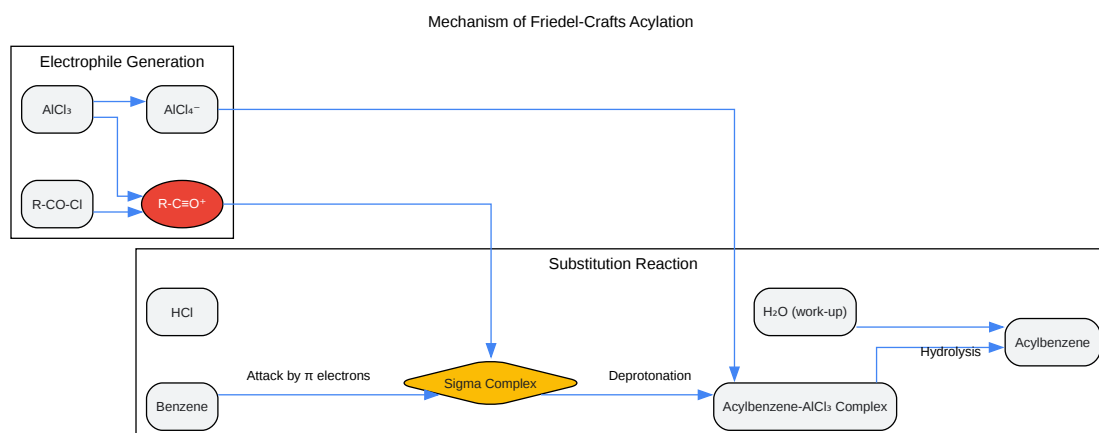 Mechanism of Friedel-Crafts Acylation
Electrophile Generation
AlCl₃
AlCl₄⁻
R-CO-Cl
R-C≡O⁺
Substitution Reaction
HCl
H₂O (work-up)
Acylbenzene
Hydrolysis
Benzene
Attack by π electrons
Sigma Complex
Deprotonation
Acylbenzene-AlCl₃ Complex